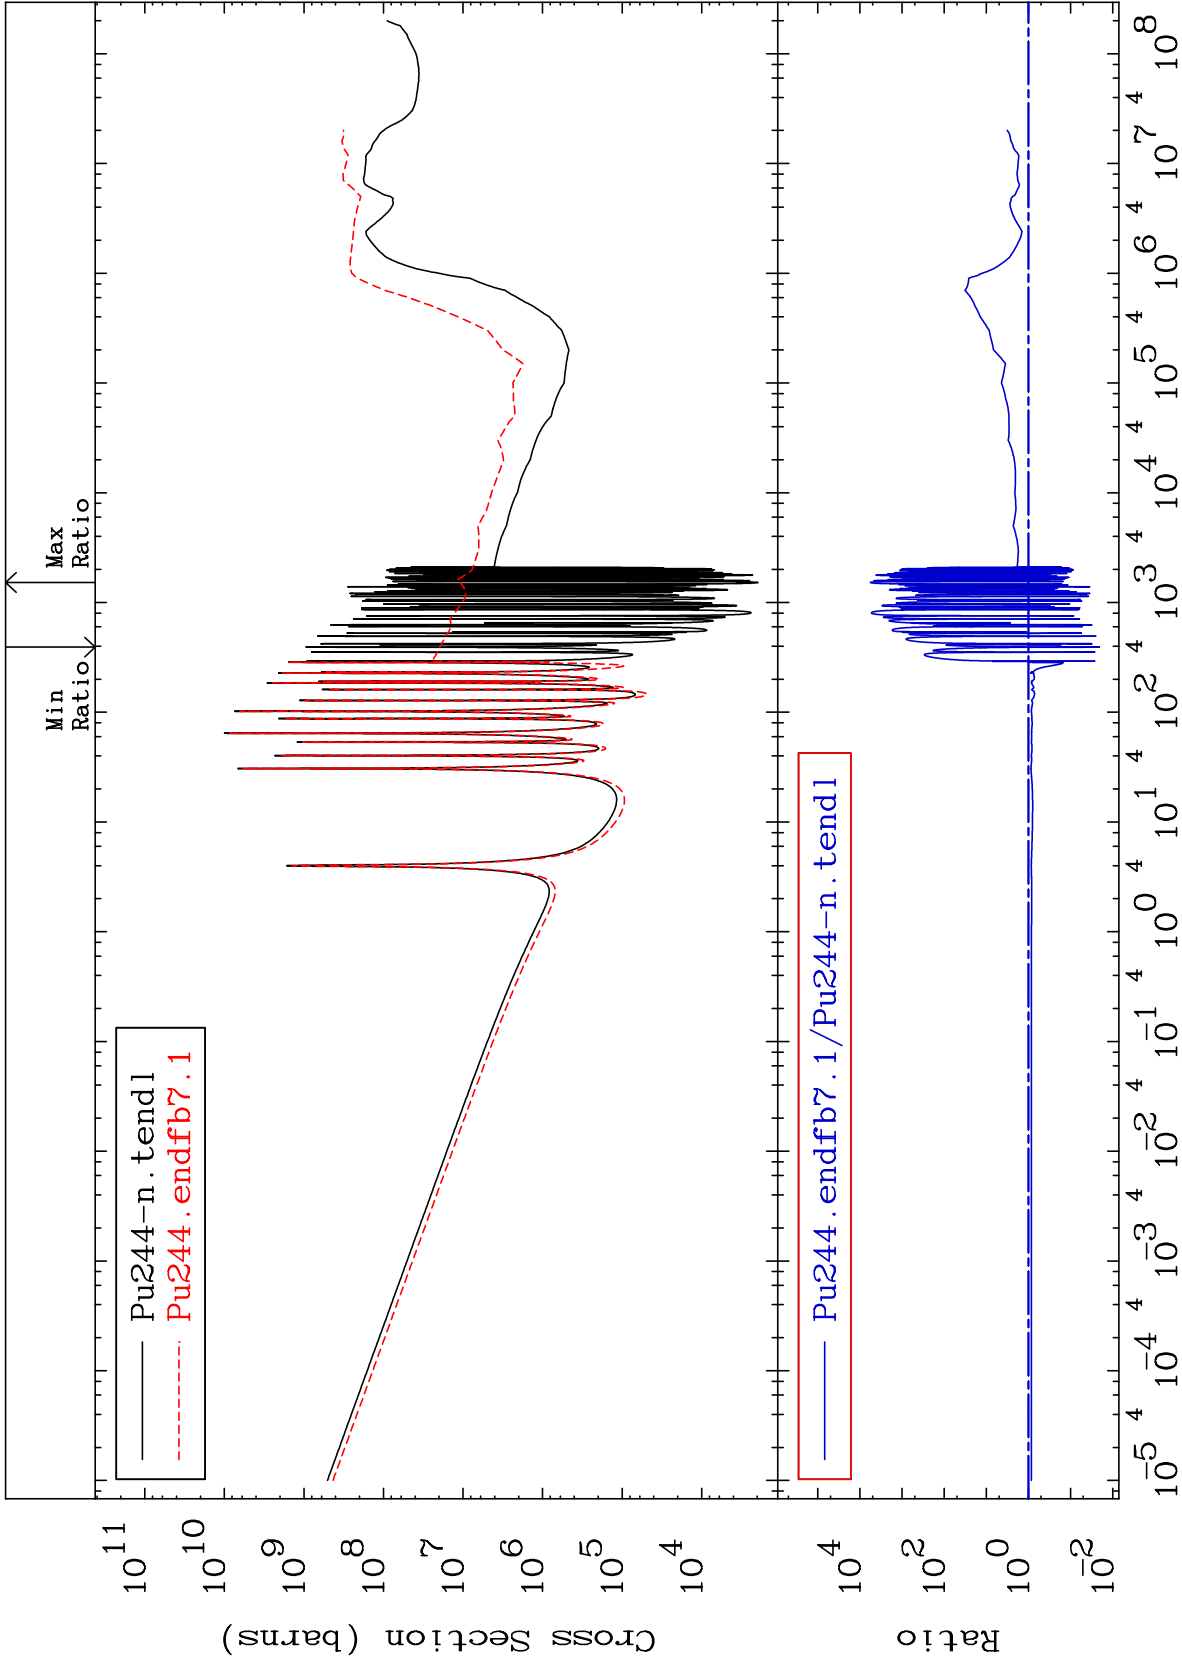 Min
Ratio
Max
Ratio
Pu244-n.tendl
Pu244.endfb7.1
Cross Section (barns)
10^11
10^10
10^9
10^8
10^7
10^6
10^5
10^4
Pu244.endfb7.1/Pu244-n.tendl
Ratio
10^4
10^2
10^0
10^-2
10^-5 4 10^-4 4 10^-3 4 10^-2 4 10^-1 4 10^0 4 10^1 4 10^2 4 10^3 4 10^4 4 10^5 4 10^6 4 10^7 4 10^8